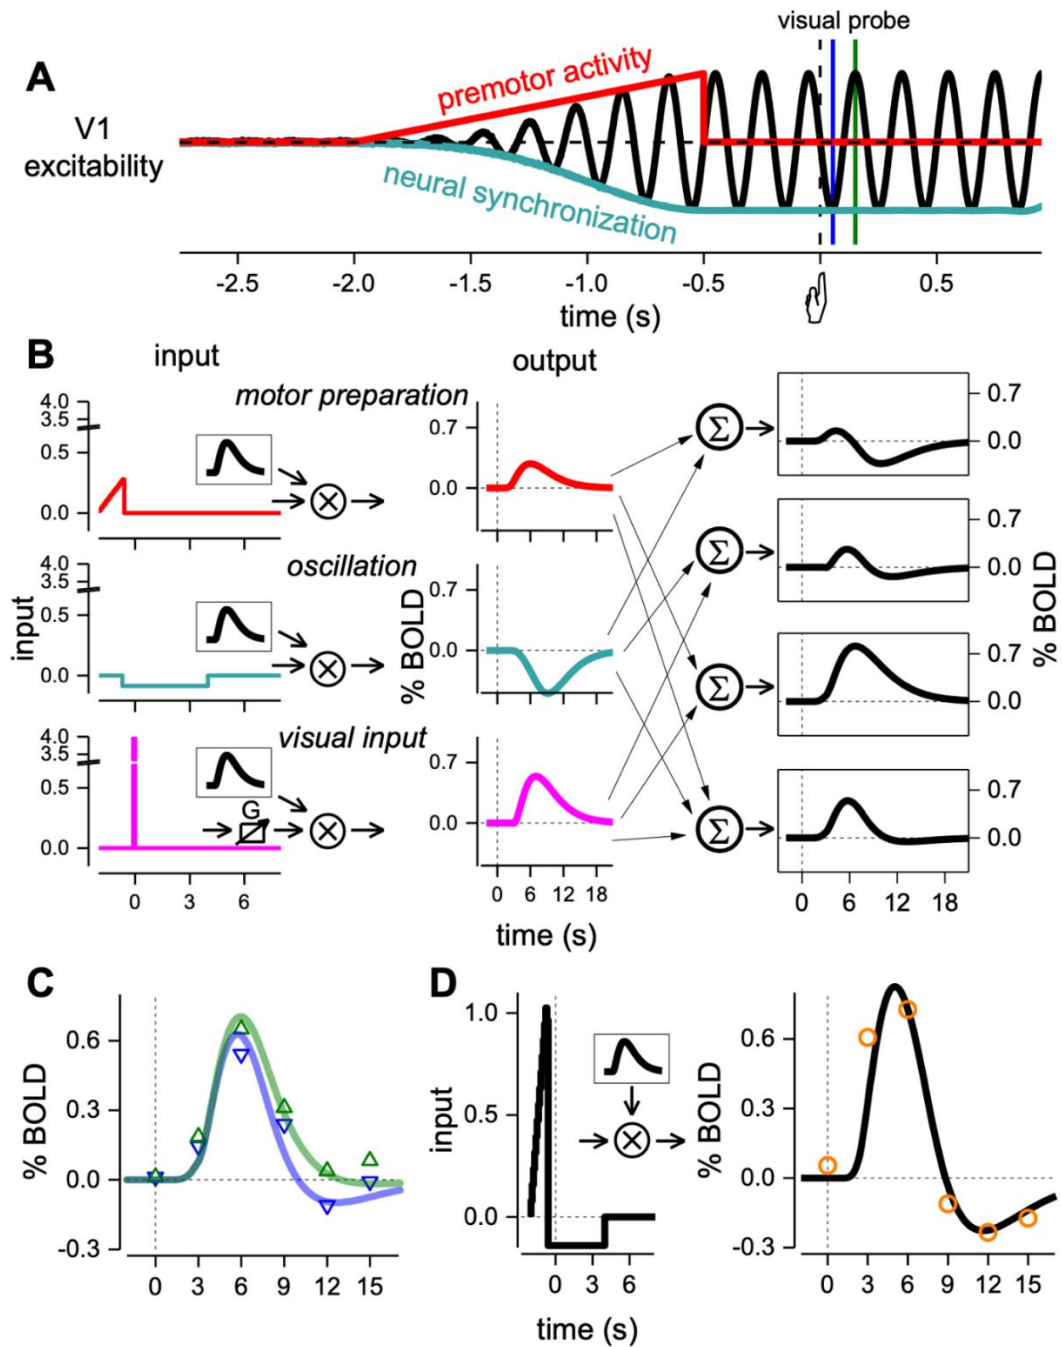 visual probe
A
premotor activity
V1
excitability
neural synchronization
-2.5 -2.0 -1.5 -1.0 -0.5 0.5
time (s)
B
input output
motor preparation
4.0
3.5
0.5
0.0
0.7
0.0
Σ
0.7
0.0
oscillation
4.0
3.5
0.5
0.0
input
0.7
0.0
% BOLD
Σ
0.7
0.0
% BOLD
visual input
4.0
3.5
0.5
G
0 3 6
0.7
0.0
0 6 12 18
time (s)
Σ
0.7
0.0
Σ
0.7
0.0
0 6 12 18
C
% BOLD
0.6
0.3
0.0
-0.3
0 3 6 9 12 15
D
input
1.0
0.5
0.0
0 3 6
time (s)
% BOLD
0.6
0.3
0.0
-0.3
0 3 6 9 12 15